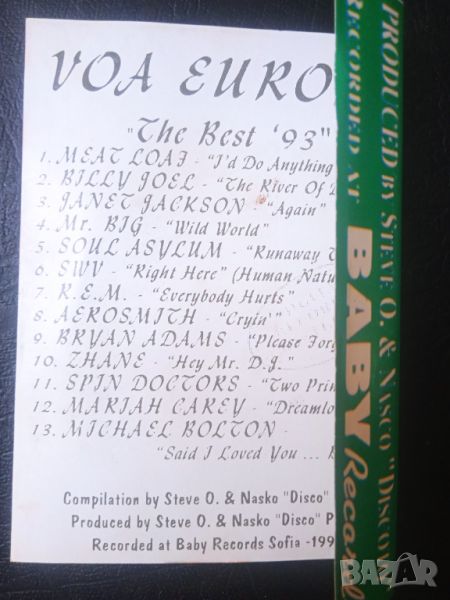 VOA EURO
"The Best '93"
1. MEAT LOAF - "I'd Do Anything
2. BILLY JOEL - "The River Of D
3. JANET JACKSON - "Again"
4. Mr. BIG - "Wild World"
5. SOUL ASYLUM - "Runaway T
6. SWV - "Right Here" (Human Natu
7. R.E.M. - "Everybody Hurts"
8. AEROSMITH - "Cryin'"
9. BRYAN ADAMS - "Please Forg
10. ZHANE - "Hey Mr. D.J."
11. SPIN DOCTORS - "Two Prin
12. MARIAH CAREY - "Dreamlo
13. MICHAEL BOLTON -
"Said I Loved You ...
Compilation by Steve O. & Nasko "Disco"
Produced by Steve O. & Nasko "Disco" P
Recorded at Baby Records Sofia -199
PRODUCED BY STEVE O. & NASCO "DISCO
RECORDED AT
BABY
Record
BAZAR
bg